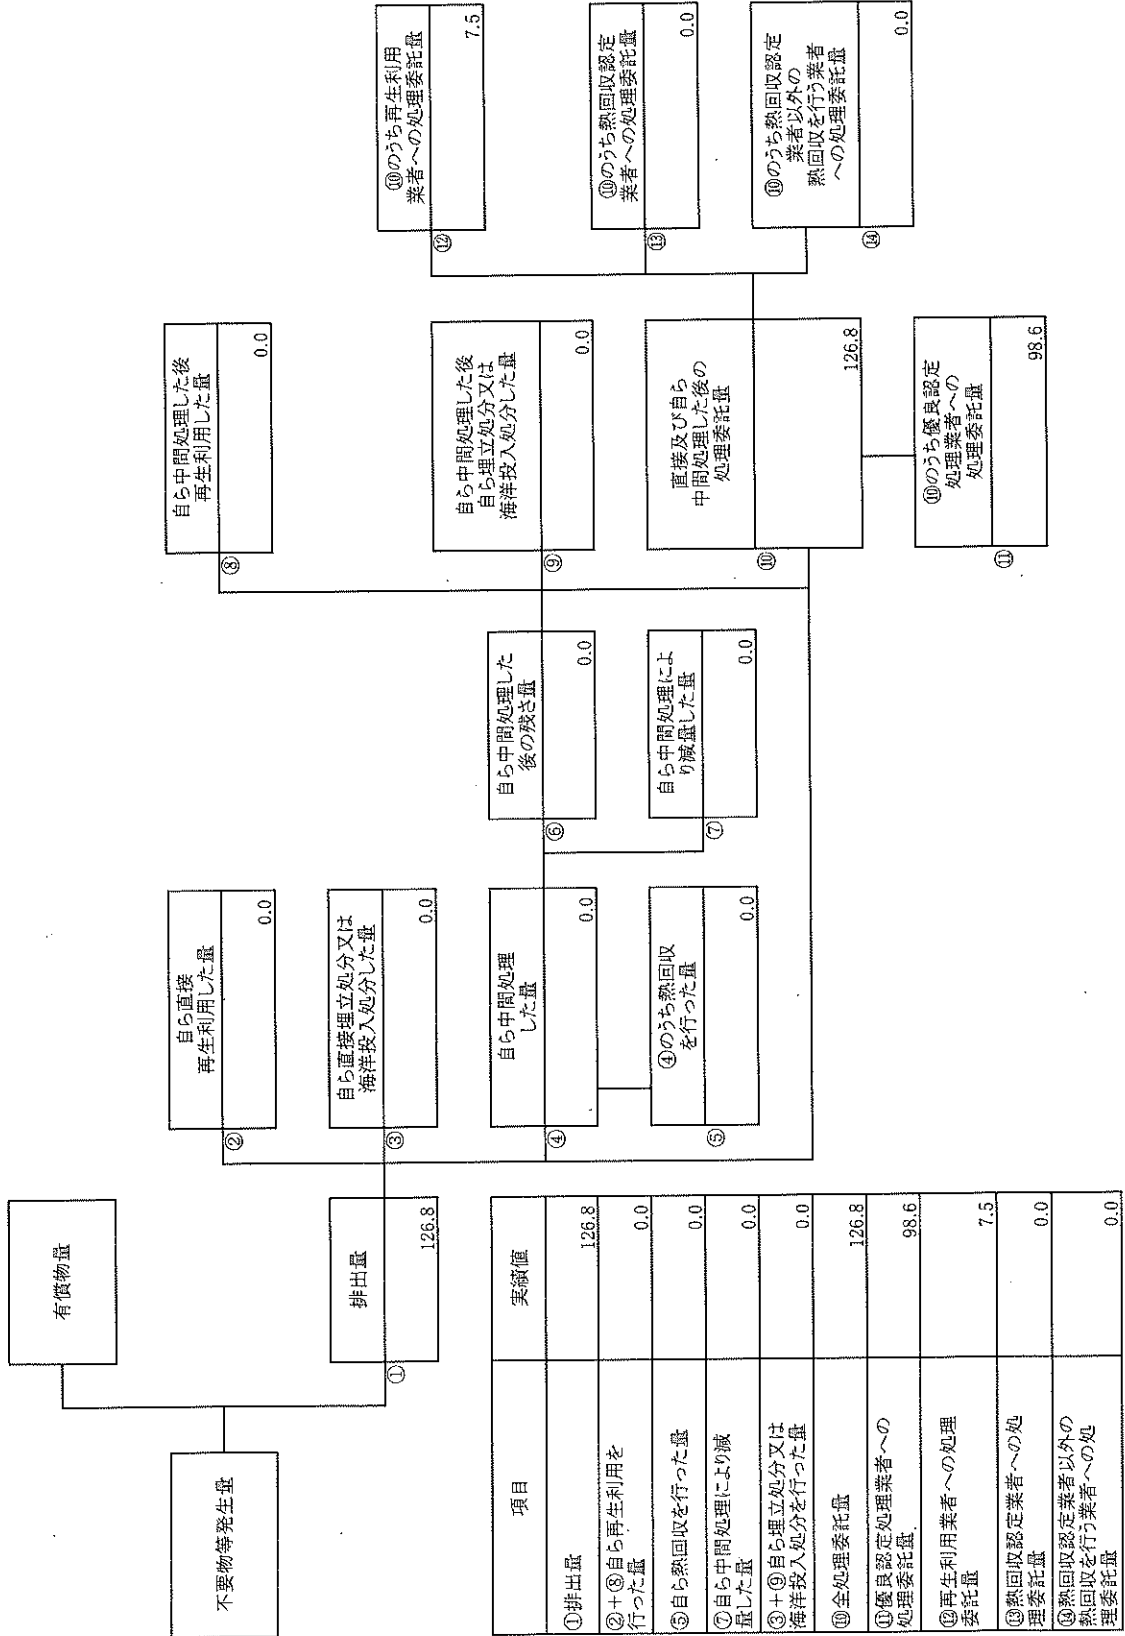 不要物等発生量
有償物量
排出量
①
126.8
自ら直接
再生利用した量
②
0.0
自ら直接埋立処分又は
海洋投入処分した量
③
0.0
自ら中間処理
した量
④
0.0
④のうち熱回収
を行った量
⑤
0.0
自ら中間処理した
後の残さ量
⑥
0.0
自ら中間処理によ
り減量した量
⑦
0.0
自ら中間処理した後
再生利用した量
⑧
0.0
自ら中間処理した後
自ら埋立処分又は
海洋投入処分した量
⑨
0.0
直接及び自ら
中間処理した後の
処理委託量
⑩
126.8
⑩のうち優良認定
処理業者への
処理委託量
⑪
98.6
⑩のうち再生利用
業者への処理委託量
⑫
7.5
⑩のうち熱回収認定
業者への処理委託量
⑬
0.0
⑩のうち熱回収認定
業者以外の
熱回収を行う業者
への処理委託量
⑭
0.0
項目 実績値
①排出量 126.8
②+⑧自ら再生利用を
行った量 0.0
⑤自ら熱回収を行った量 0.0
⑦自ら中間処理により減
量した量 0.0
③+⑨自ら埋立処分又は
海洋投入処分を行った量 0.0
⑩全処理委託量 126.8
⑪優良認定処理業者への
処理委託量 98.6
⑫再生利用業者への処理
委託量 7.5
⑬熱回収認定業者への処
理委託量 0.0
⑭熱回収認定業者以外の
熱回収を行う業者への処
理委託量 0.0